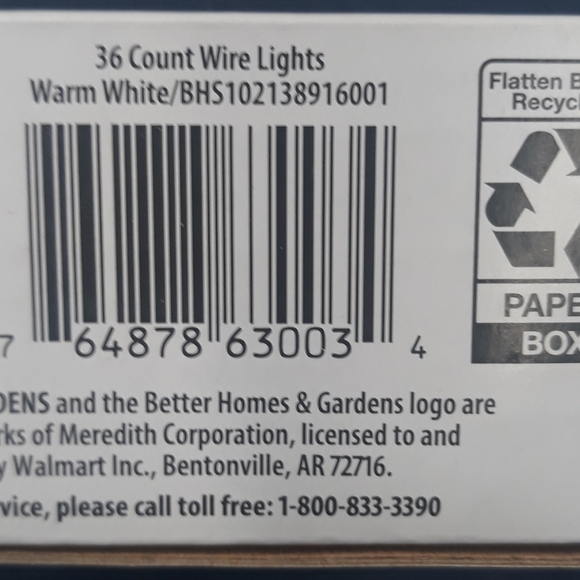 36 Count Wire Lights
Warm White/BHS102138916001
7 64878 63003 4
Flatten
PAPE
BOX
DENS and the Better Homes & Gardens logo are
rks of Meredith Corporation, licensed to and
y Walmart Inc., Bentonville, AR 72716.
vice, please call toll free: 1-800-833-3390